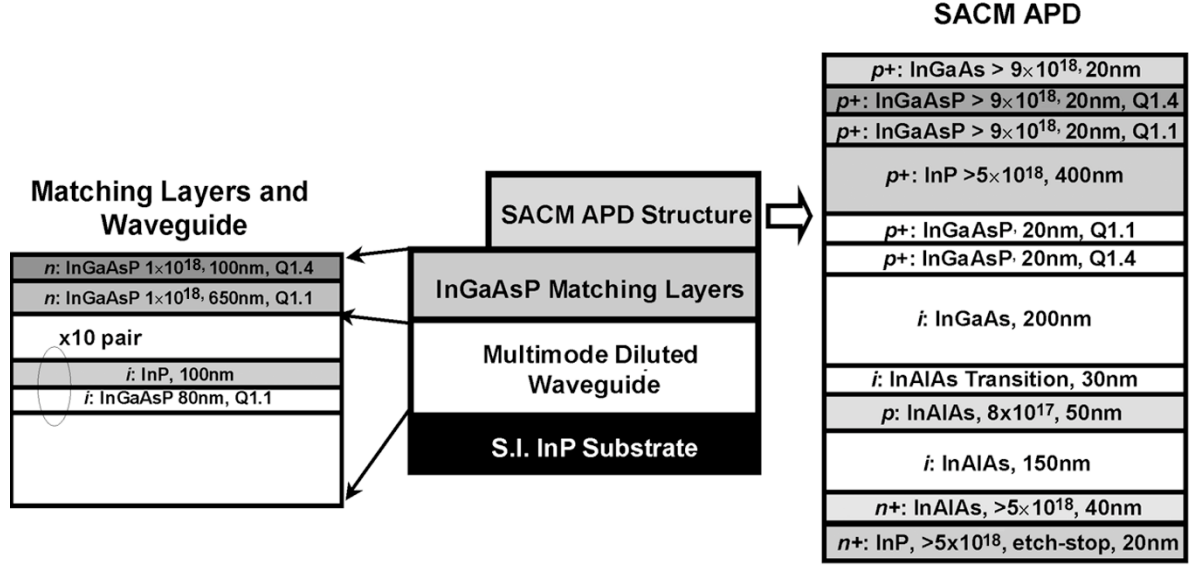 SACM APD
p+: InGaAs > 9×10¹⁸, 20nm
p+: InGaAsP > 9×10¹⁸, 20nm, Q1.4
p+: InGaAsP > 9×10¹⁸, 20nm, Q1.1
p+: InP >5×10¹⁸, 400nm
p+: InGaAsP, 20nm, Q1.1
p+: InGaAsP, 20nm, Q1.4
i: InGaAs, 200nm
i: InAlAs Transition, 30nm
p: InAlAs, 8x10¹⁷, 50nm
i: InAlAs, 150nm
n+: InAlAs, >5×10¹⁸, 40nm
n+: InP, >5x10¹⁸, etch-stop, 20nm
Matching Layers and
Waveguide
n: InGaAsP 1×10¹⁸, 100nm, Q1.4
n: InGaAsP 1×10¹⁸, 650nm, Q1.1
x10 pair
i: InP, 100nm
i: InGaAsP 80nm, Q1.1
SACM APD Structure
InGaAsP Matching Layers
Multimode Diluted
Waveguide
S.I. InP Substrate